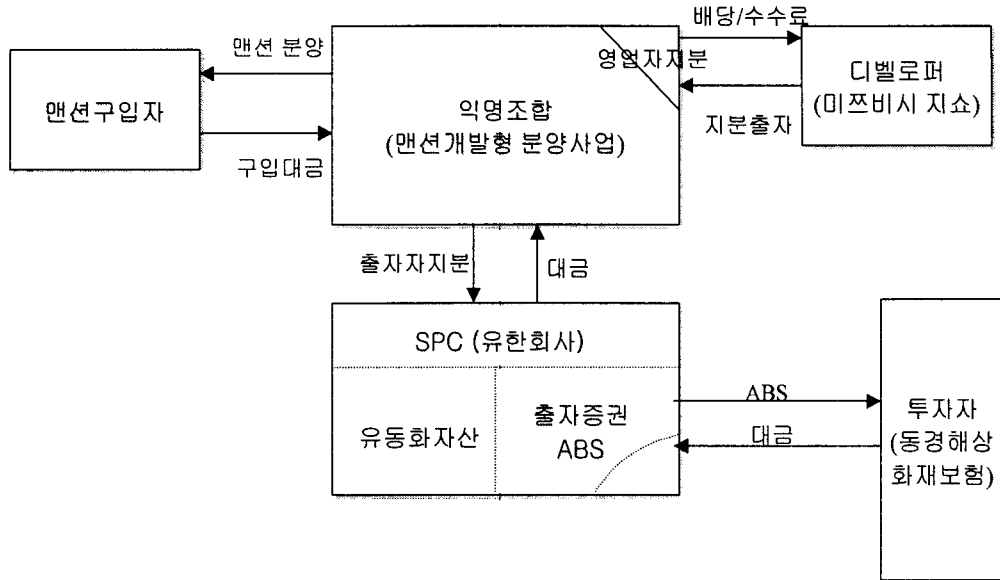 배당/수수료
맨션 분양
영업자지분
디벨로퍼
(미쯔비시 지쇼)
맨션구입자
익명조합
(맨션개발형 분양사업)
지분출자
구입대금
출자자지분
대금
SPC (유한회사)
ABS
출자증권
ABS
유동화자산
대금
투자자
(동경해상
화재보험)